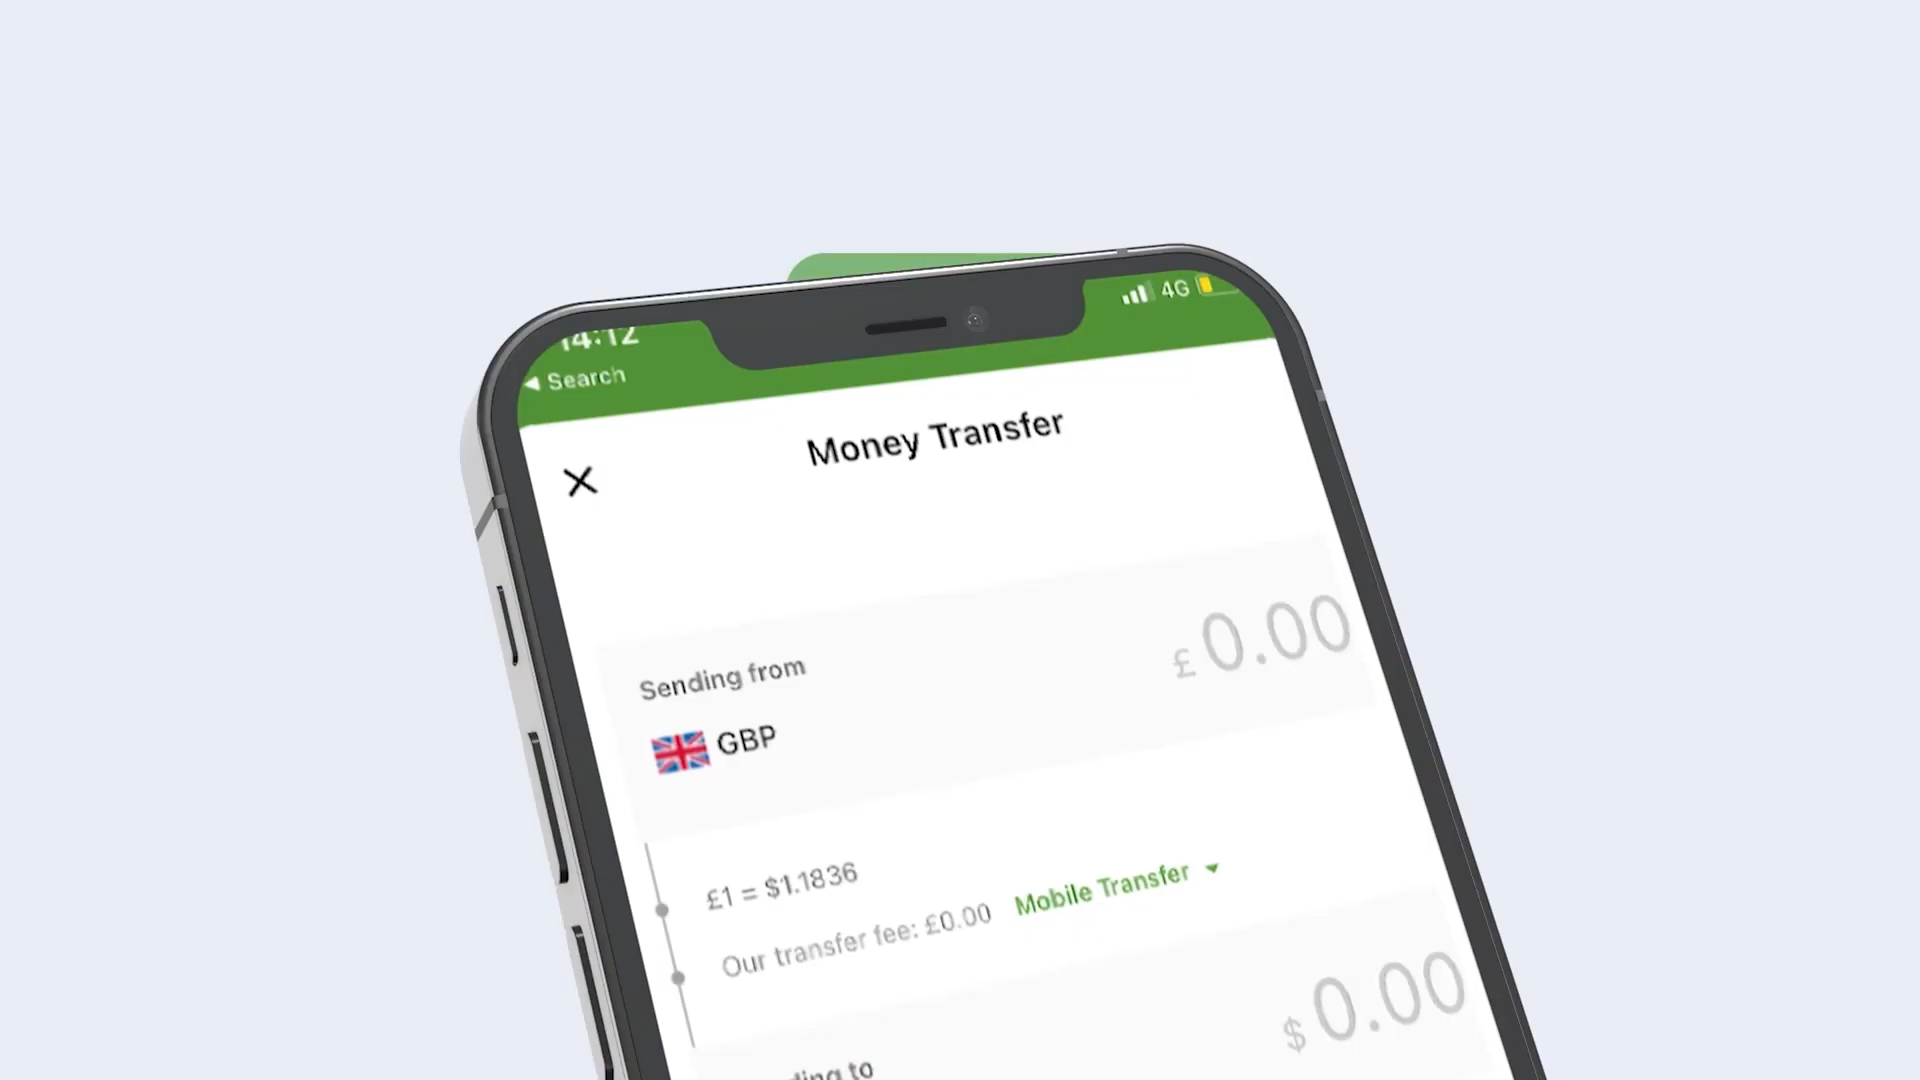 14:12
4G
Search
Money Transfer
£ 0.00
Sending from
GBP
£1 = $1.1836
Our transfer fee: £0.00 Mobile Transfer
$ 0.00
to